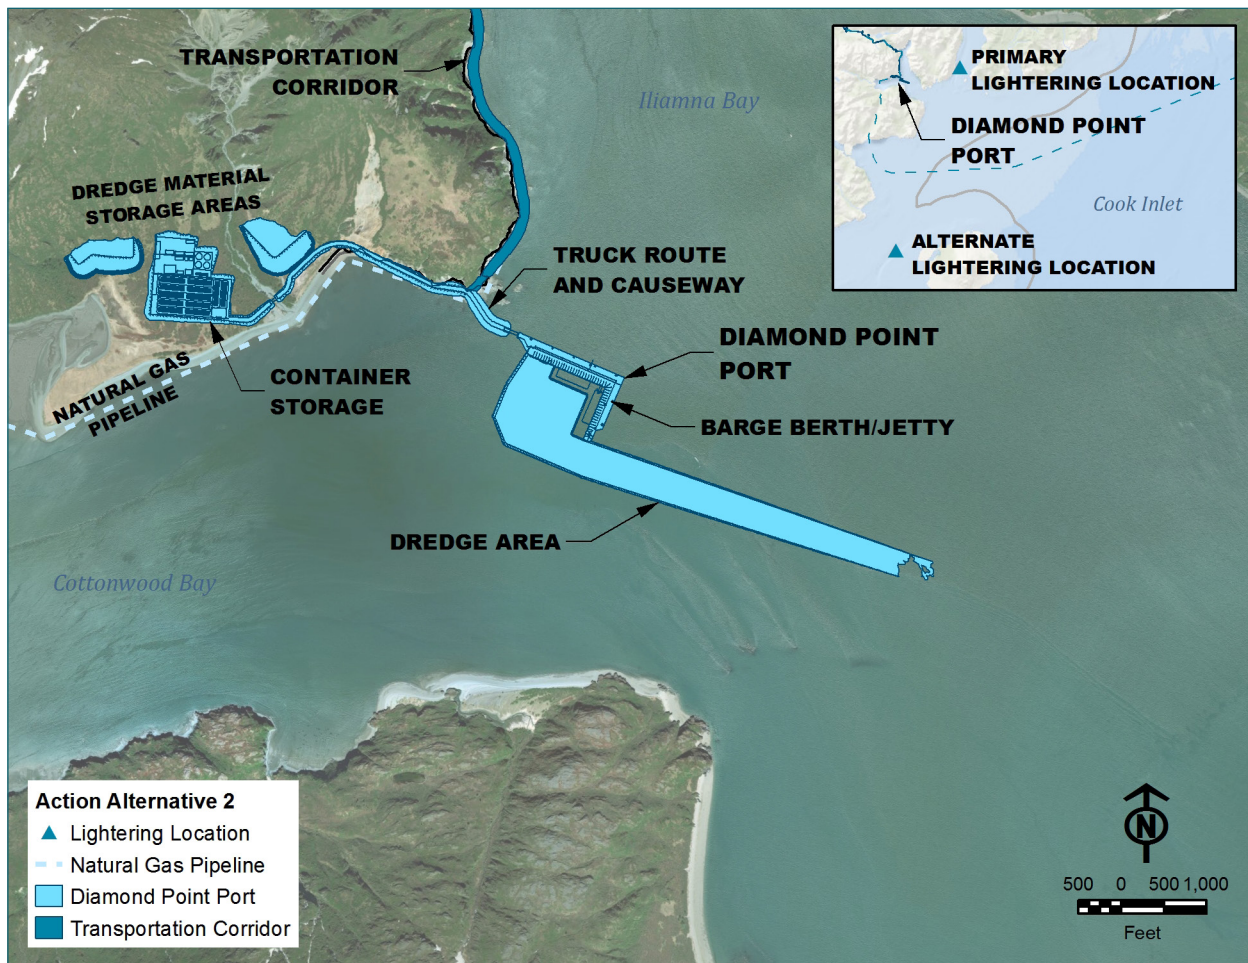 TRANSPORTATION
CORRIDOR
Iliamna Bay
PRIMARY
LIGHTERING LOCATION
DIAMOND POINT
PORT
Cook Inlet
ALTERNATE
LIGHTERING LOCATION
DREDGE MATERIAL
STORAGE AREAS
TRUCK ROUTE
AND CAUSEWAY
DIAMOND POINT
PORT
NATURAL GAS
PIPELINE
CONTAINER
STORAGE
BARGE BERTH/JETTY
DREDGE AREA
Cottonwood Bay
Action Alternative 2
Lightering Location
Natural Gas Pipeline
Diamond Point Port
Transportation Corridor
N
500 0 500 1,000
Feet